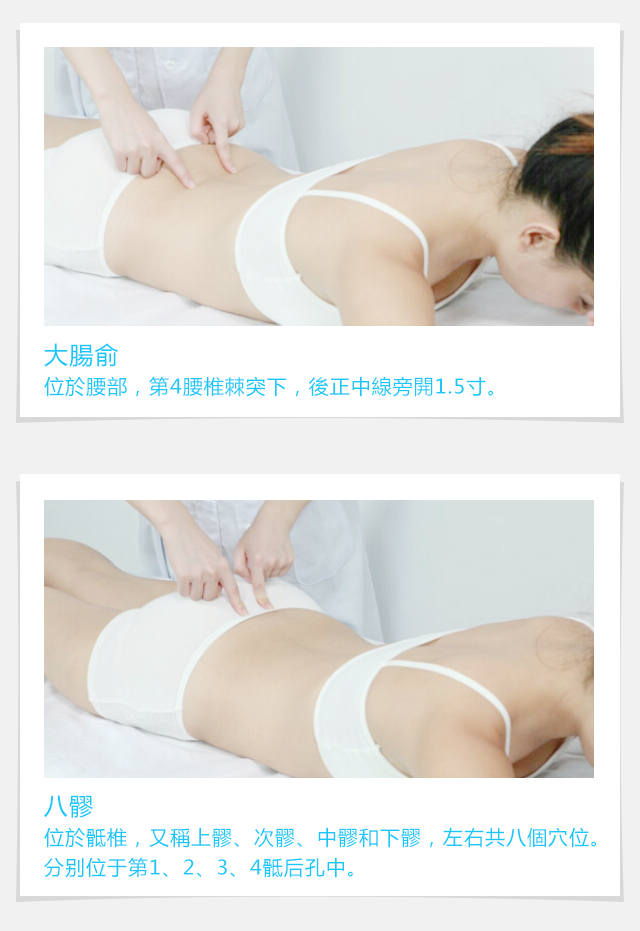 大腸俞
位於腰部，第4腰椎棘突下，後正中線旁開1.5寸。
八髎
位於骶椎，又稱上髎、次髎、中髎和下髎，左右共八個穴位。
分别位于第1、2、3、4骶后孔中。